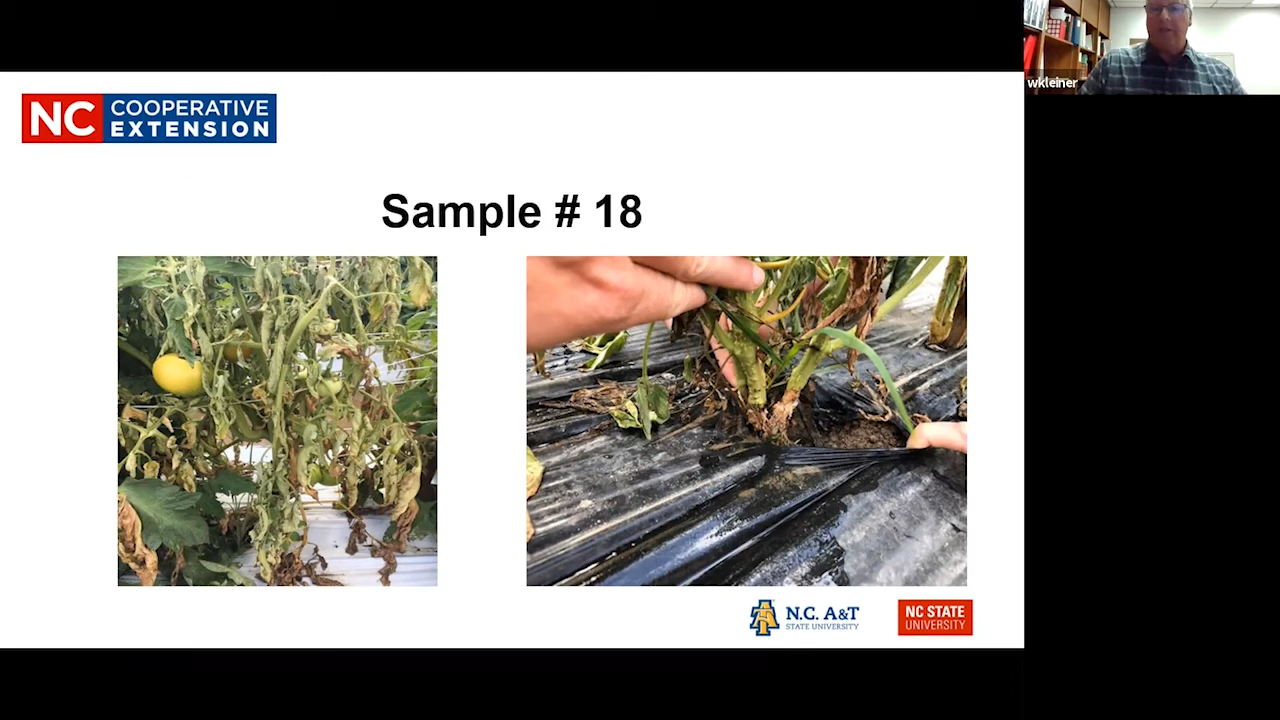 NC COOPERATIVE
EXTENSION
Sample # 18
N.C. A&T
STATE UNIVERSITY
NC STATE
UNIVERSITY
wkleiner